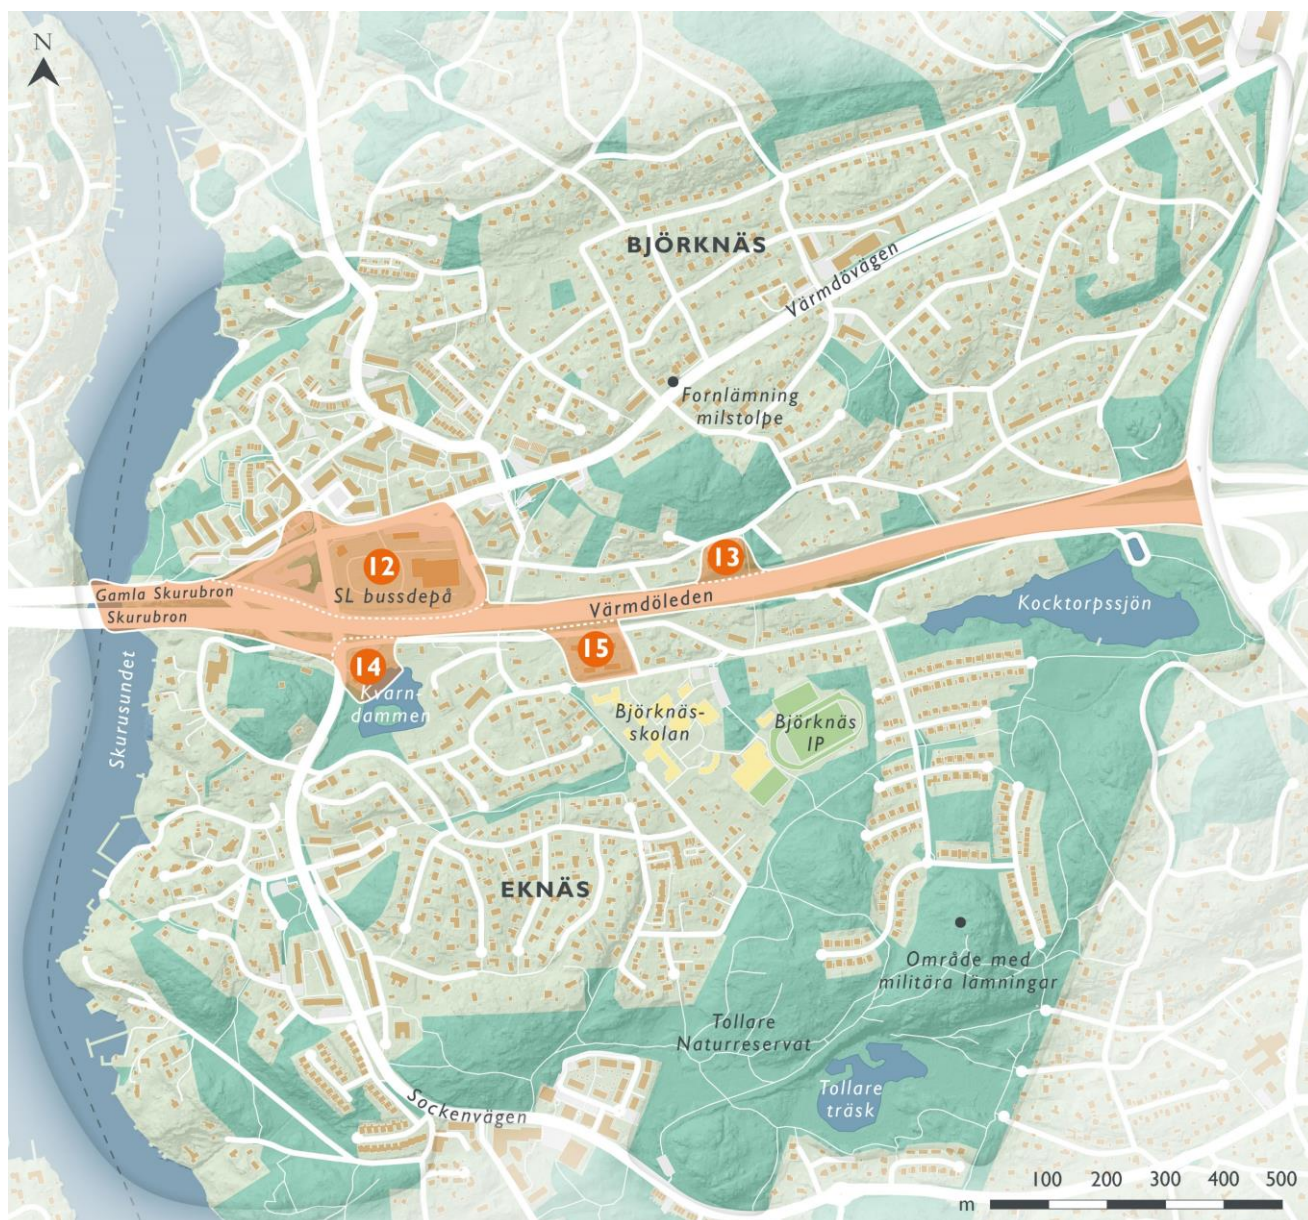 N
BJÖRKNÄS
Värmdövägen
Fornlämning
milstolpe
12
SL bussdepå
13
Gamla Skurubron
Skurubron
Värmdöleden
Kocktorpssjön
14
15
Kvarn-
dammen
Skurusundet
Björknäs-
skolan
Björknäs
IP
EKNÄS
Område med
militära lämningar
Tollare
Naturreservat
Tollare
träsk
Sockenvägen
100 200 300 400 500
m